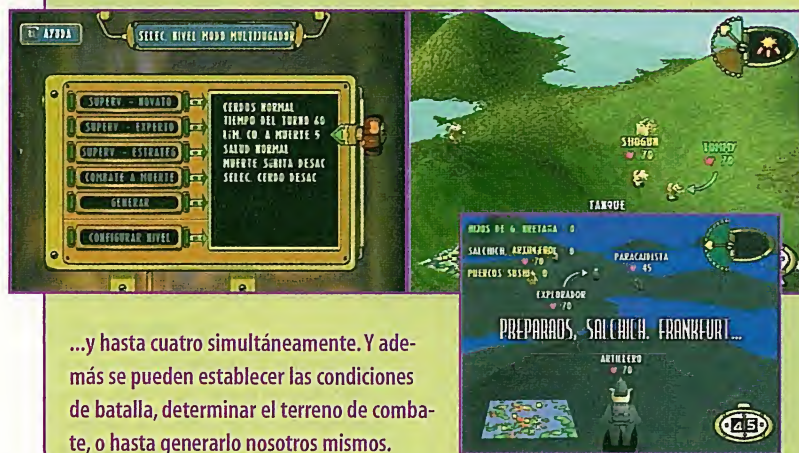 AYUDA
SELEC. NIVEL MODO MULTIJUGADOR
SUPERV - NOVATO
SUPERV - EXPERTO
SUPERV - ESTRATEG
COMBATE A MUERTE
GENERAR
CONFIGURAR NIVEL
CERDOS NORMAL
TIEMPO DEL TURNO 60
LIM. CO. A MUERTE 5
SALUD NORMAL
MUERTE SúBITA DESAC
SELEC. CERDO DESAC
SHOGUN
70
TOMMY
70
TANQUE
HIJOS DE G. BRETAñA 0
SALCHICH. 0
PUERCOS SUSHI 0
ARTILLERO
70
PARACAIDISTA
45
EXPLORADOR
70
PREPARAOS, SALCHICH. FRANKFURT...
ARTILLERO
70
45
...y hasta cuatro simultáneamente. Y ade-
más se pueden establecer las condiciones
de batalla, determinar el terreno de comba-
te, o hasta generarlo nosotros mismos.